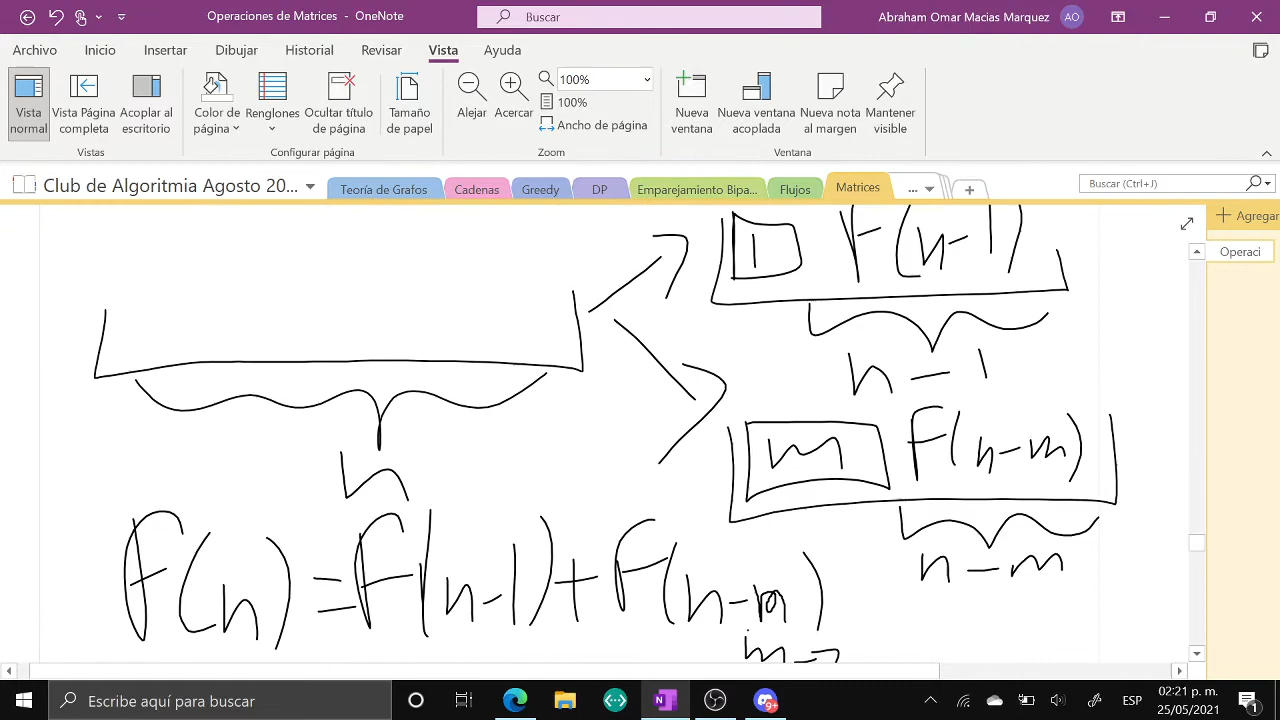 Operaciones de Matrices - OneNote
Buscar
Abraham Omar Macias Marquez AO
Archivo Inicio Insertar Dibujar Historial Revisar Vista Ayuda
Vista normal
Vista Página completa
Acoplar al escritorio
Color de página
Renglones
Ocultar título de página
Tamaño de papel
Alejar
Acercar
100%
100%
Ancho de página
Nueva ventana
Nueva ventana acoplada
Nueva nota al margen
Mantener visible
Vistas Configurar página Zoom Ventana
Club de Algoritmia Agosto 20... Teoría de Grafos Cadenas Greedy DP Emparejamiento Bipa... Flujos Matrices ... +
Buscar (Ctrl+J)
Agregar
Operaci
1 F(n-1)
n-1
m F(n-m)
n-m
n
F(n)=F(n-1)+F(n-m)
Escribe aquí para buscar
9+
ESP
02:21 p. m.
25/05/2021
1